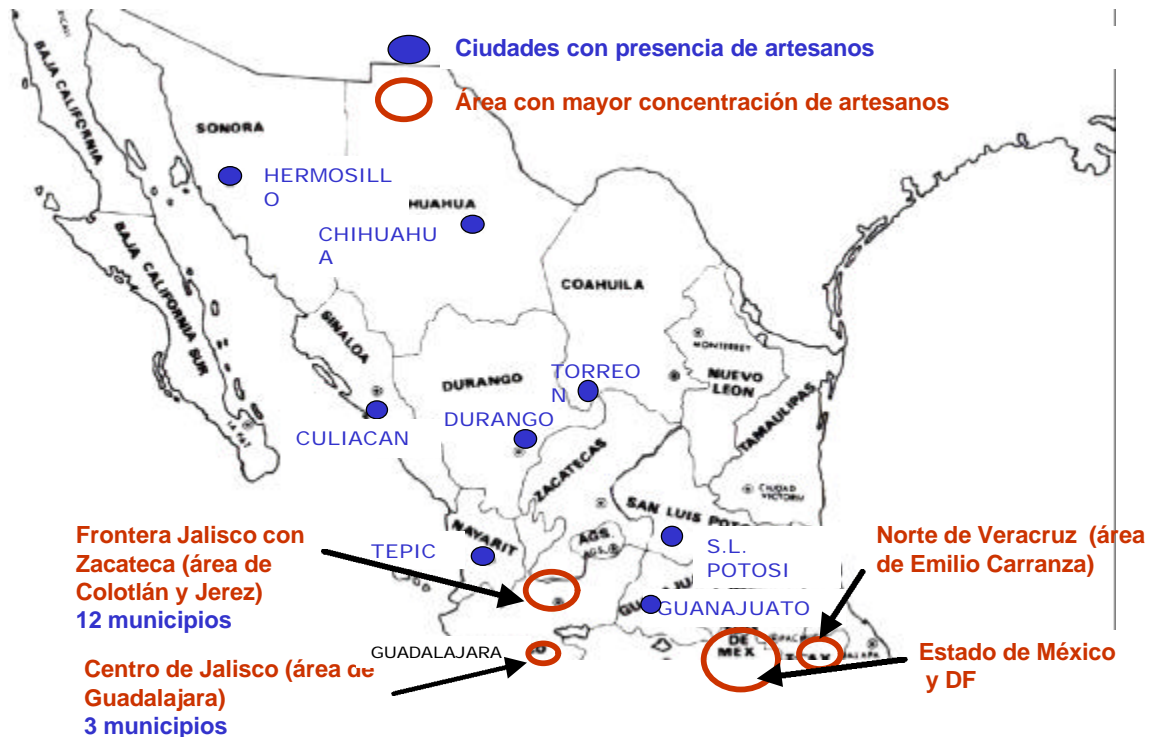 Ciudades con presencia de artesanos
Área con mayor concentración de artesanos
BAJA CALIFORNIA
SONORA
HERMOSILL
O
HUAHUA
CHIHUAHU
A
COAHUILA
BAJA CALIFORNIA SUR
LA PAZ
SINALOA
MONTERREY
NUEVO
LEON
DURANGO
TORREO
N
TAMAULIPAS
CULIACAN
DURANGO
ZACATECAS
CIUDAD
VICTORIA
SAN LUIS POTO
NAYARIT
AGS.
AGS.
TEPIC
S.L.
POTOSI
Frontera Jalisco con
Zacateca (área de
Colotlán y Jerez)
12 municipios
Norte de Veracruz (área
de Emilio Carranza)
GUANAJUATO
DE
MEX
GUADALAJARA
Centro de Jalisco (área de
Guadalajara)
3 municipios
Estado de México
y DF